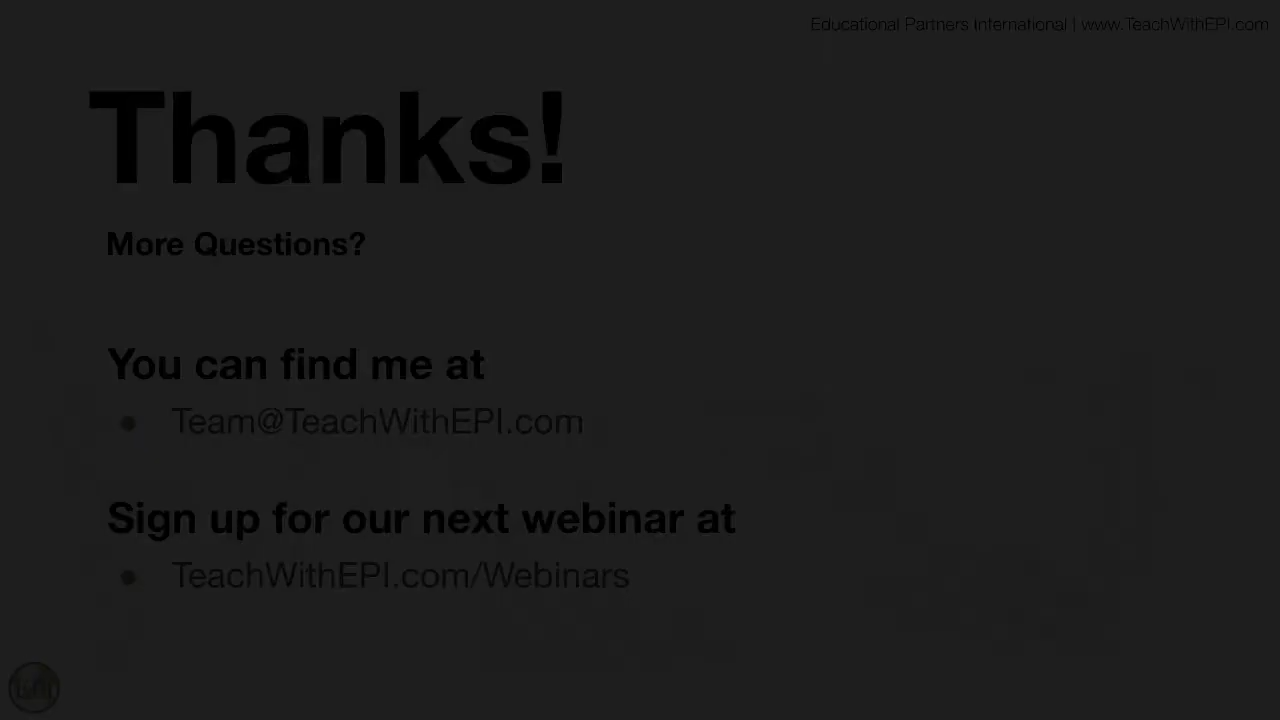 Educational Partners International | www.TeachWithEPI.com
Thanks!
More Questions?
You can find me at
● Team@TeachWithEPI.com
Sign up for our next webinar at
● TeachWithEPI.com/Webinars